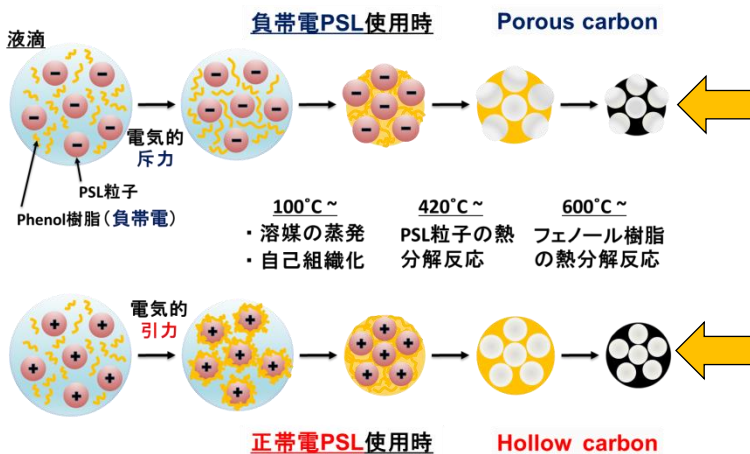 負帯電PSL使用時
Porous carbon
液滴
電気的
斥力
PSL粒子
Phenol樹脂(負帯電)
100˚C ~
・溶媒の蒸発
・自己組織化
420˚C ~
PSL粒子の熱
分解反応
600˚C ~
フェノール樹脂
の熱分解反応
電気的
引力
正帯電PSL使用時
Hollow carbon